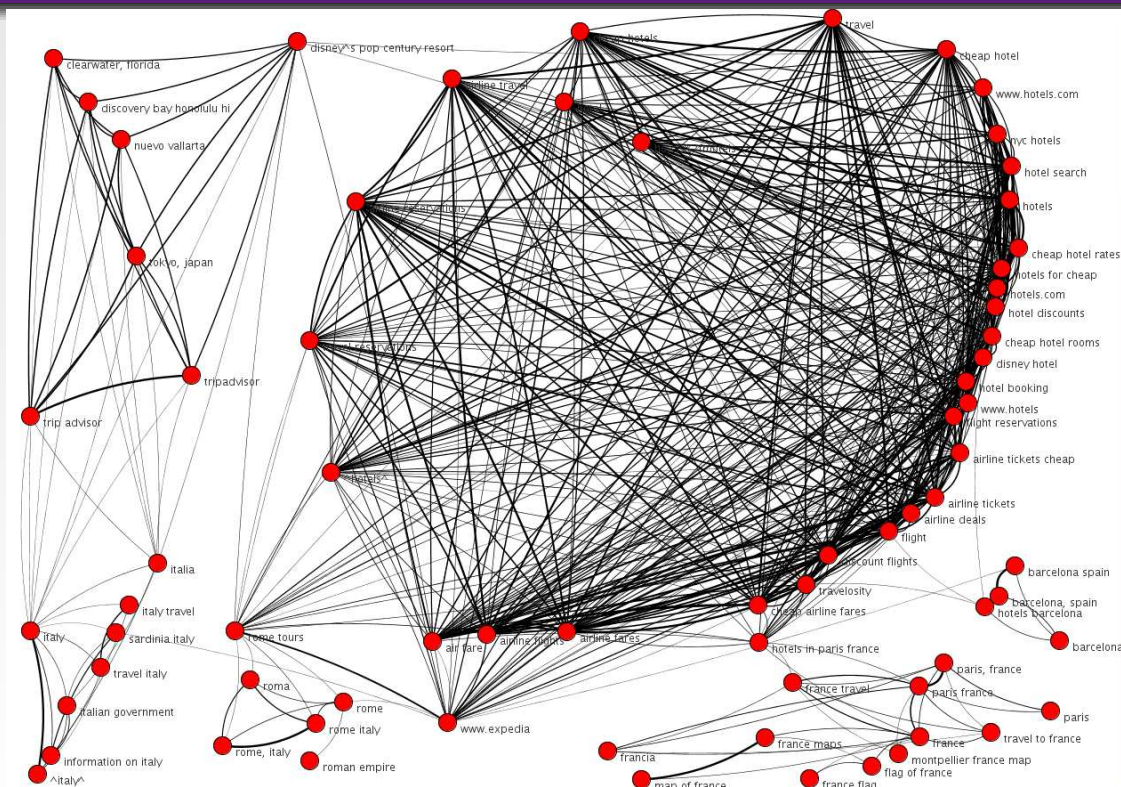 travel
hotels
disney^s pop century resort
cheap hotel
clearwater, florida
airline travel
www.hotels.com
discovery bay honolulu hi
nyc hotels
nuevo vallarta
hotel search
hotels
cheap hotel rates
tokyo, japan
hotels for cheap
hotels.com
hotel discounts
cheap hotel rooms
reservations
disney hotel
tripadvisor
hotel booking
www.hotels
trip advisor
flight reservations
airline tickets cheap
^hotels^
airline tickets
airline deals
flight
discount flights
italia
barcelona spain
travelosity
barcelona, spain
italy travel
cheap airline fares
hotels barcelona
italy
sardinia italy
rome tours
air fare
airline flights
airline fares
hotels in paris france
barcelona
travel italy
paris, france
roma
france travel
paris france
italian government
rome
paris
rome italy
www.expedia
travel to france
rome, italy
france maps
france
information on italy
roman empire
francia
montpellier france map
^italy^
flag of france
map of france
france flag